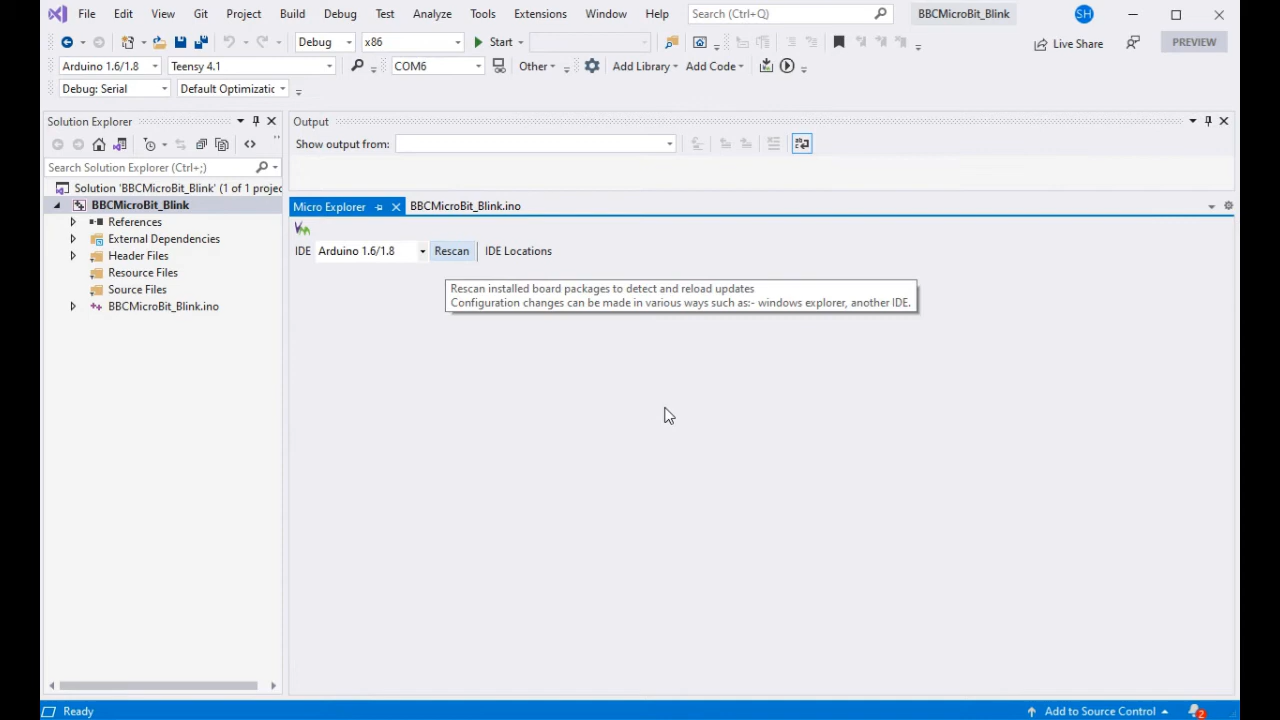 File Edit View Git Project Build Debug Test Analyze Tools Extensions Window Help Search (Ctrl+Q) BBCMicroBit_Blink SH
Debug x86 Start Live Share PREVIEW
Arduino 1.6/1.8 Teensy 4.1 COM6 Other Add Library Add Code
Debug: Serial Default Optimizatic
Solution Explorer
Search Solution Explorer (Ctrl+;)
Solution 'BBCMicroBit_Blink' (1 of 1 projec
BBCMicroBit_Blink
References
External Dependencies
Header Files
Resource Files
Source Files
BBCMicroBit_Blink.ino
Output
Show output from:
Micro Explorer BBCMicroBit_Blink.ino
IDE Arduino 1.6/1.8 Rescan IDE Locations
Rescan installed board packages to detect and reload updates
Configuration changes can be made in various ways such as:- windows explorer, another IDE.
Ready Add to Source Control 2